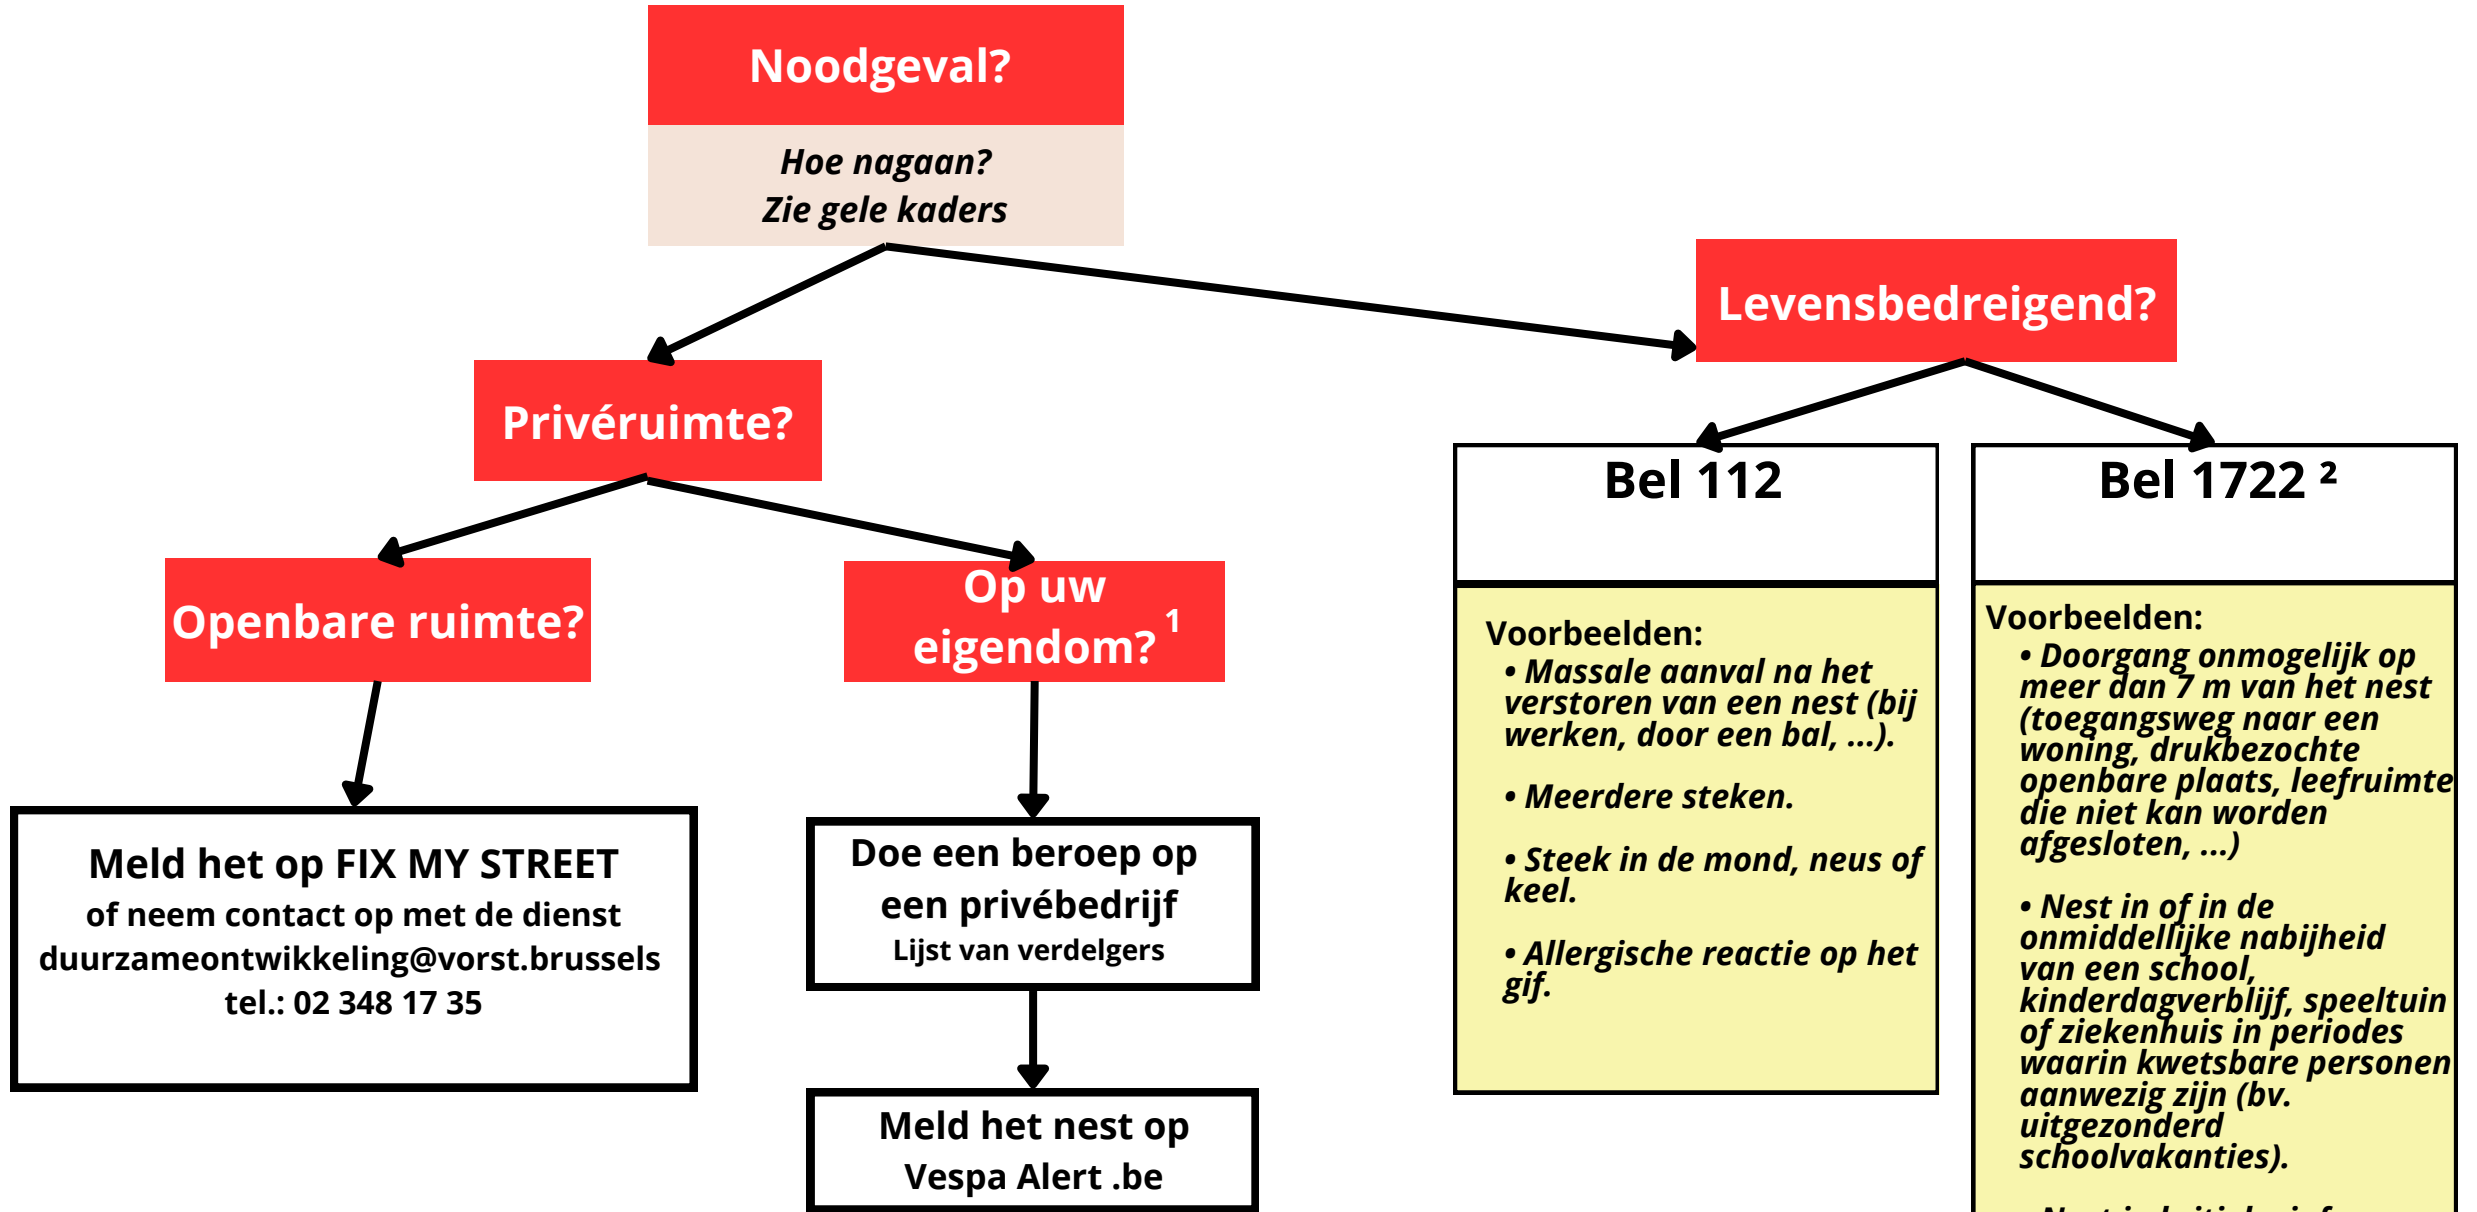 Noodgeval?
Hoe nagaan?
Zie gele kaders
Levensbedreigend?
Privéruimte?
Openbare ruimte?
Op uw
eigendom? ¹
Meld het op FIX MY STREET
of neem contact op met de dienst
duurzameontwikkeling@vorst.brussels
tel.: 02 348 17 35
Doe een beroep op
een privébedrijf
Lijst van verdelgers
Meld het nest op
Vespa Alert .be
Bel 112
Voorbeelden:
• Massale aanval na het
verstoren van een nest (bij
werken, door een bal, ...).
• Meerdere steken.
• Steek in de mond, neus of
keel.
• Allergische reactie op het
gif.
Bel 1722 ²
Voorbeelden:
• Doorgang onmogelijk op
meer dan 7 m van het nest
(toegangsweg naar een
woning, drukbezochte
openbare plaats, leefruimte
die niet kan worden
afgesloten, ...)
• Nest in of in de
onmiddellijke nabijheid
van een school,
kinderdagverblijf, speeltuin
of ziekenhuis in periodes
waarin kwetsbare personen
aanwezig zijn (bv.
uitgezonderd
schoolvakanties).